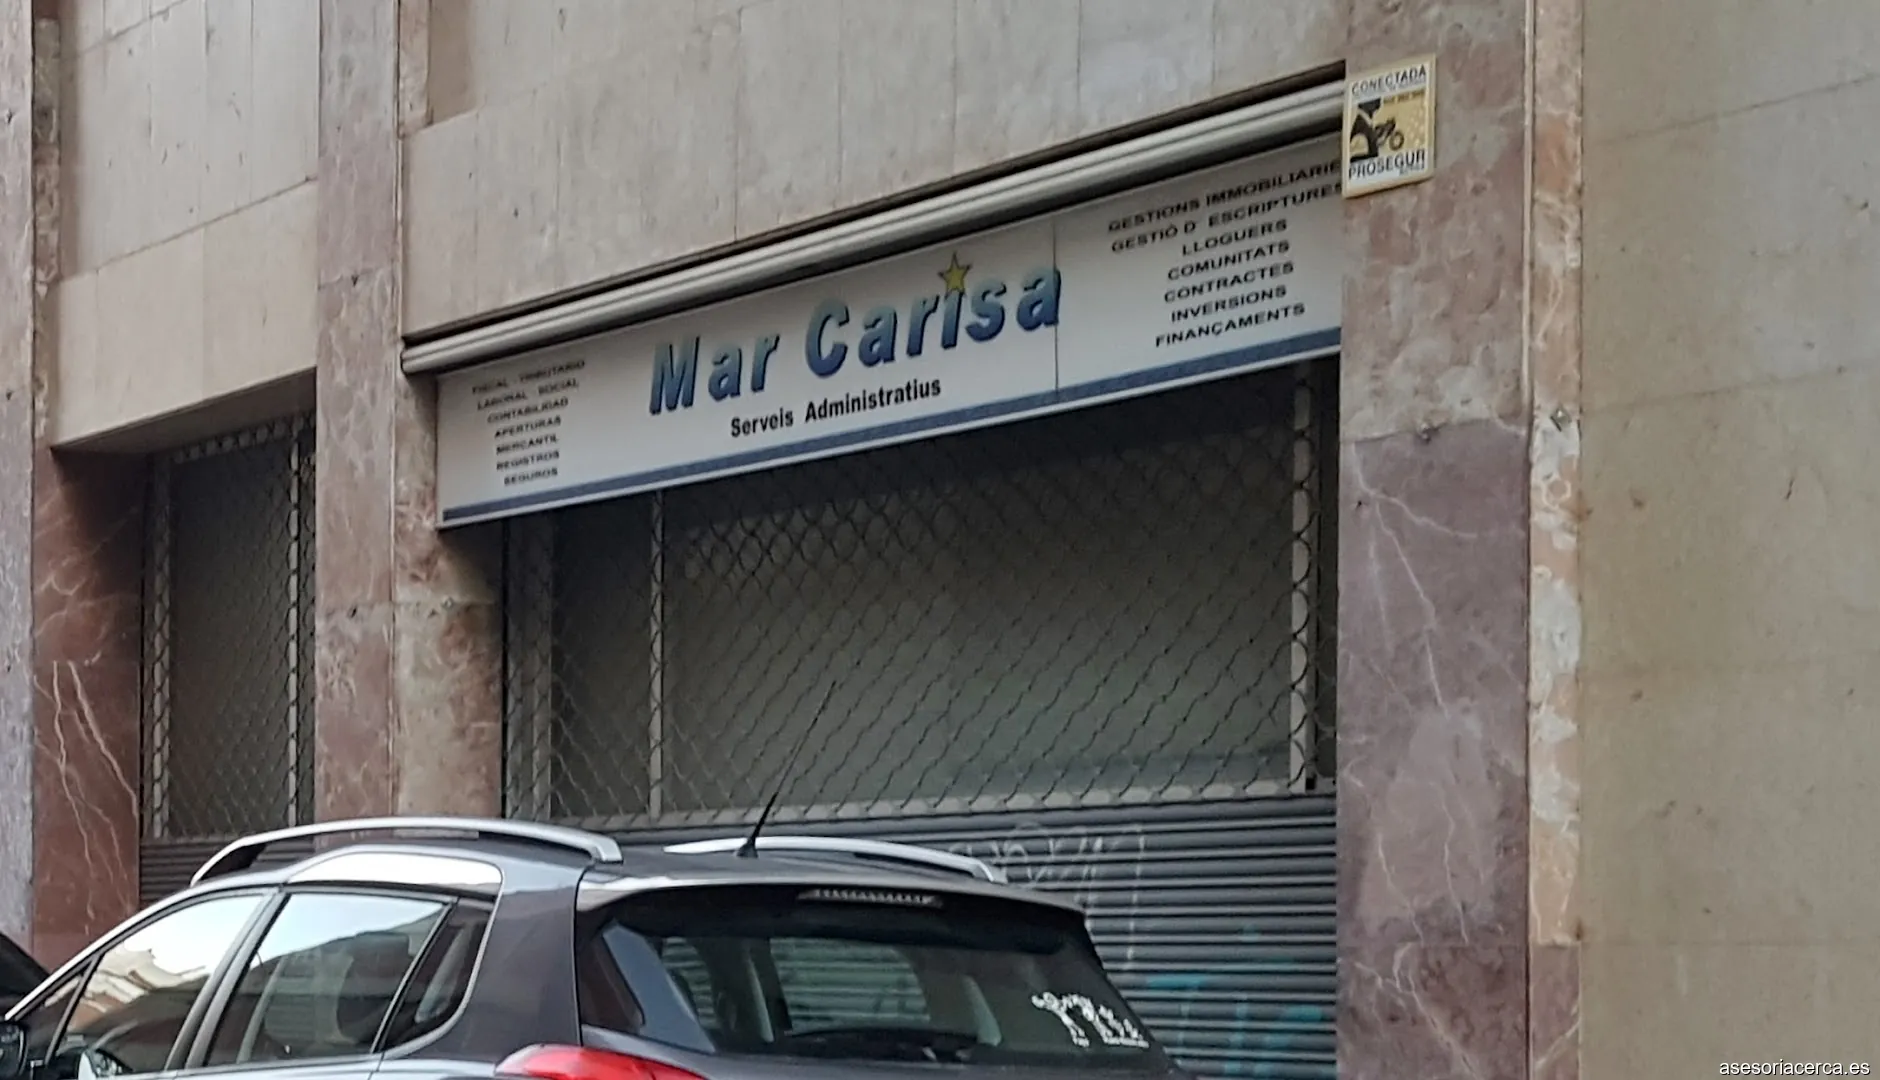 CONECTADA
PROSEGUR
FISCAL - TRIBUTARIO
LABORAL SOCIAL
CONTABILIDAD
APERTURAS
MERCANTIL
REGISTROS
SEGUROS
Mar Carisa
Serveis Administratius
GESTIONS IMMOBILIARIE
GESTIÓ D' ESCRIPTURES
LLOGUERS
COMUNITATS
CONTRACTES
INVERSIONS
FINANÇAMENTS
asesoriacerca.es